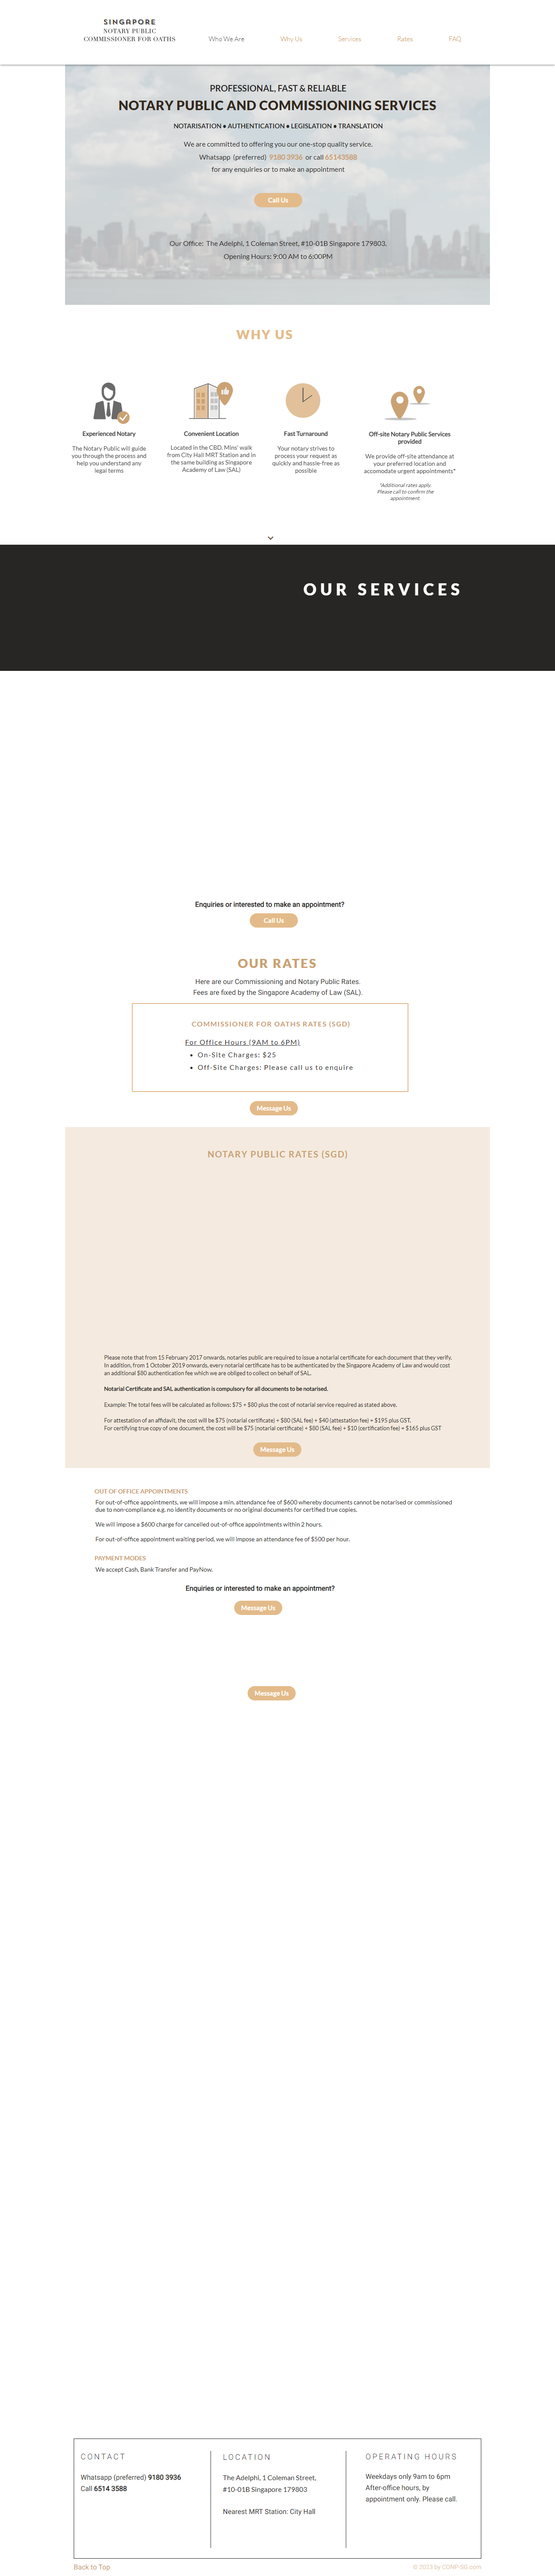 SINGAPORE
NOTARY PUBLIC
COMMISSIONER FOR OATHS
Who We Are
Why Us
Services
Rates
FAQ
PROFESSIONAL, FAST & RELIABLE
NOTARY PUBLIC AND COMMISSIONING SERVICES
NOTARISATION • AUTHENTICATION • LEGISLATION • TRANSLATION
We are committed to offering you our one-stop quality service.
Whatsapp (preferred) 9180 3936 or call 65143588
for any enquiries or to make an appointment
Call Us
Our Office: The Adelphi, 1 Coleman Street, #10-01B Singapore 179803.
Opening Hours: 9:00 AM to 6:00PM
WHY US
Experienced Notary
The Notary Public will guide
you through the process and
help you understand any
legal terms
Convenient Location
Located in the CBD, Mins' walk
from City Hall MRT Station and in
the same building as Singapore
Academy of Law (SAL)
Fast Turnaround
Your notary strives to
process your request as
quickly and hassle-free as
possible
Off-site Notary Public Services
provided
We provide off-site attendance at
your preferred location and
accomodate urgent appointments*
*Additional rates apply.
Please call to confirm the
appointment.
OUR SERVICES
Enquiries or interested to make an appointment?
Call Us
OUR RATES
Here are our Commissioning and Notary Public Rates.
Fees are fixed by the Singapore Academy of Law (SAL).
COMMISSIONER FOR OATHS RATES (SGD)
For Office Hours (9AM to 6PM)
• On-Site Charges: $25
• Off-Site Charges: Please call us to enquire
Message Us
NOTARY PUBLIC RATES (SGD)
Please note that from 15 February 2017 onwards, notaries public are required to issue a notarial certificate for each document that they verify.
In addition, from 1 October 2019 onwards, every notarial certificate has to be authenticated by the Singapore Academy of Law and would cost
an additional $80 authentication fee which we are obliged to collect on behalf of SAL.
Notarial Certificate and SAL authentication is compulsory for all documents to be notarised.
Example: The total fees will be calculated as follows: $75 + $80 plus the cost of notarial service required as stated above.
For attestation of an affidavit, the cost will be $75 (notarial certificate) + $80 (SAL fee) + $40 (attestation fee) = $195 plus GST.
For certifying true copy of one document, the cost will be $75 (notarial certificate) + $80 (SAL fee) + $10 (certification fee) = $165 plus GST
Message Us
OUT OF OFFICE APPOINTMENTS
For out-of-office appointments, we will impose a min. attendance fee of $600 whereby documents cannot be notarised or commissioned
due to non-compliance e.g. no identity documents or no original documents for certified true copies.
We will impose a $600 charge for cancelled out-of-office appointments within 2 hours.
For out-of-office appointment waiting period, we will impose an attendance fee of $500 per hour.
PAYMENT MODES
We accept Cash, Bank Transfer and PayNow.
Enquiries or interested to make an appointment?
Message Us
Message Us
CONTACT
Whatsapp (preferred) 9180 3936
Call 6514 3588
LOCATION
The Adelphi, 1 Coleman Street,
#10-01B Singapore 179803
Nearest MRT Station: City Hall
OPERATING HOURS
Weekdays only 9am to 6pm
After-office hours, by
appointment only. Please call.
Back to Top
© 2023 by CORP-SG.com